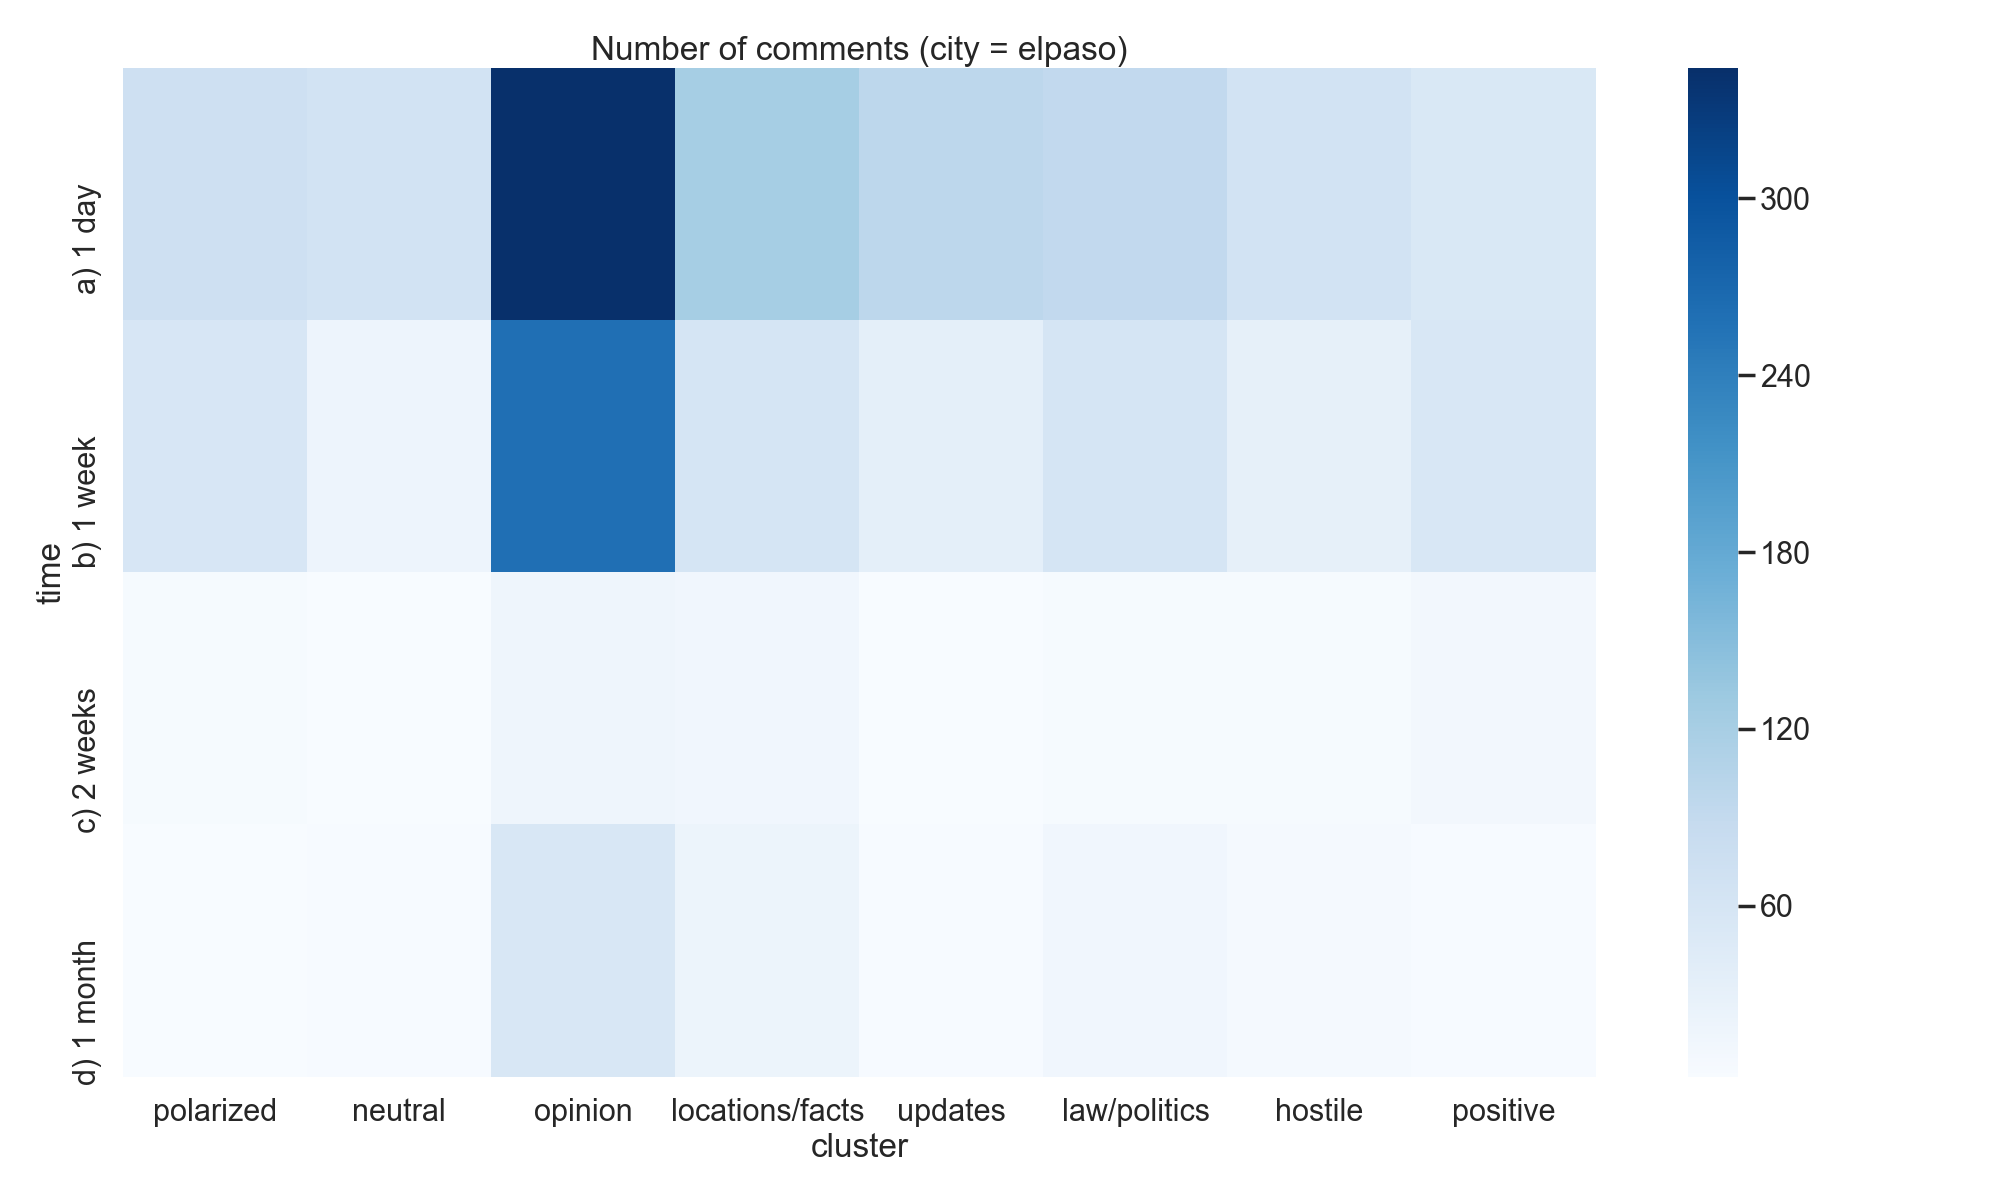 Number of comments (city = elpaso)
time
a) 1 day
b) 1 week
c) 2 weeks
d) 1 month
polarized
neutral
opinion
locations/facts
updates
law/politics
hostile
positive
cluster
300
240
180
120
60